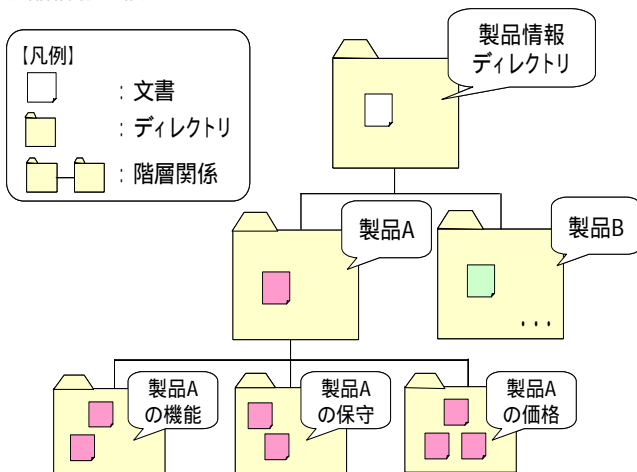 製品情報
ディレクトリ
【凡例】
：文書
：ディレクトリ
：階層関係
製品A
製品B
・・・
製品A
の機能
製品A
の保守
製品A
の価格